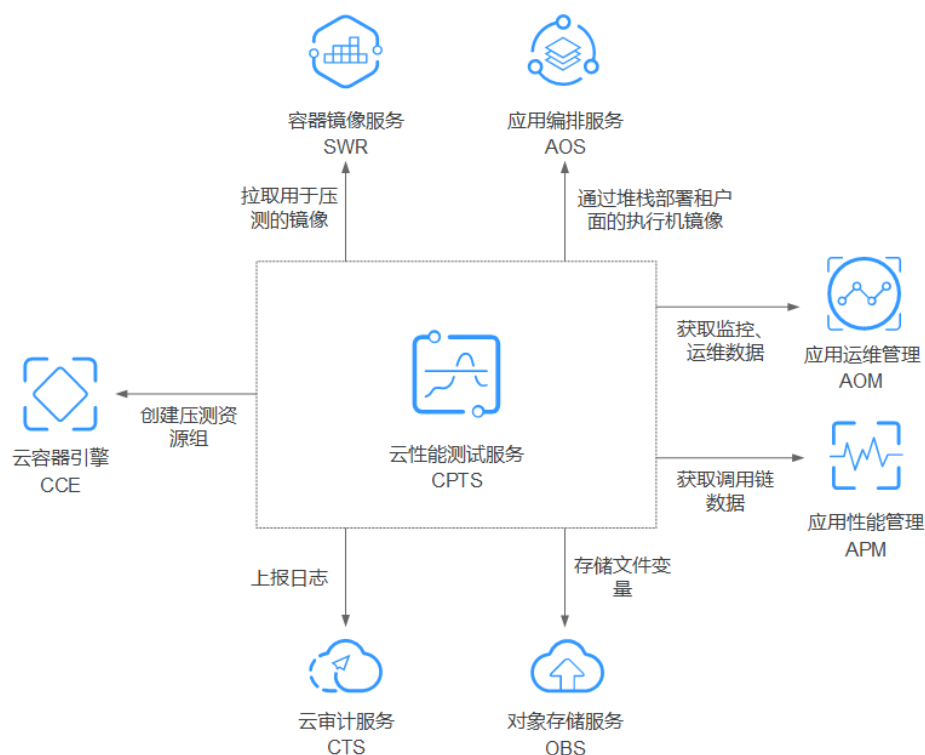 容器镜像服务
SWR
应用编排服务
AOS
拉取用于压
测的镜像
通过堆栈部署租户
面的执行机镜像
获取监控、
运维数据
应用运维管理
AOM
云容器引擎
CCE
创建压测资
源组
云性能测试服务
CPTS
获取调用链
数据
应用性能管理
APM
上报日志
存储文件变
量
云审计服务
CTS
对象存储服务
OBS